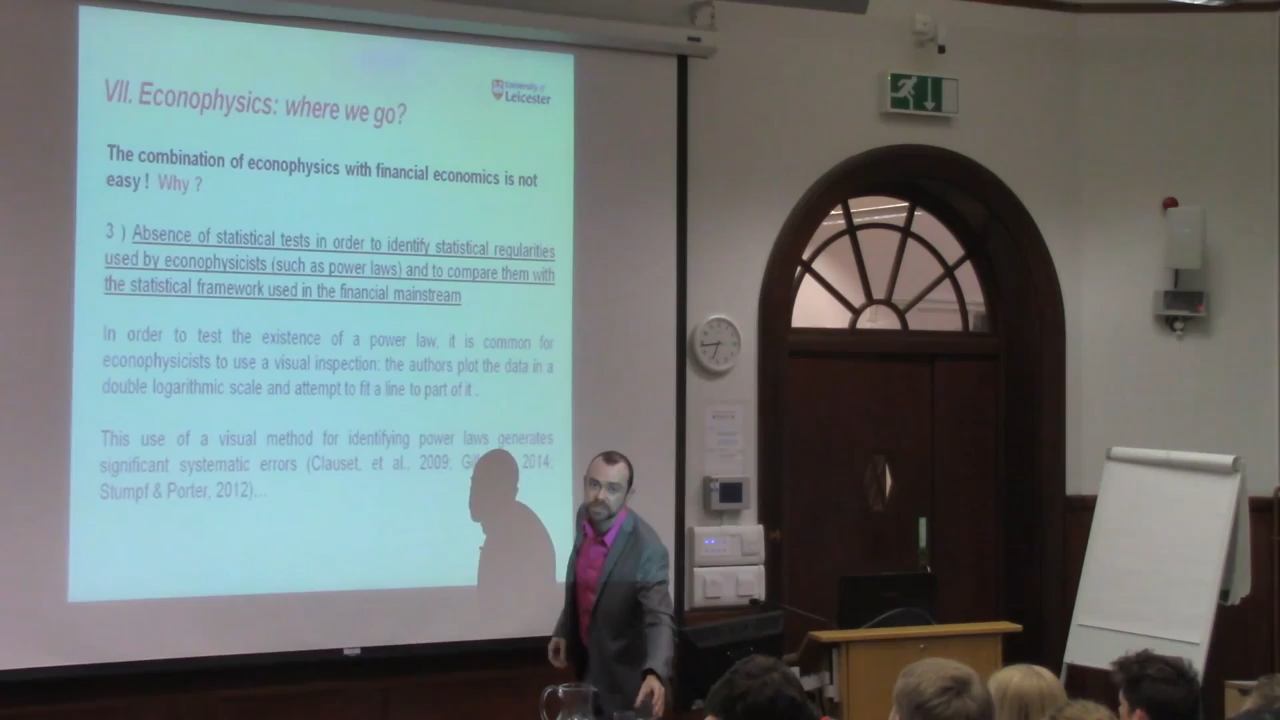 VII. Econophysics: where we go?
University of
Leicester
The combination of econophysics with financial economics is not
easy ! Why ?
3 ) Absence of statistical tests in order to identify statistical regularities
used by econophysicists (such as power laws) and to compare them with
the statistical framework used in the financial mainstream
In order to test the existence of a power law, it is common for
econophysicists to use a visual inspection: the authors plot the data in a
double logarithmic scale and attempt to fit a line to part of it .
This use of a visual method for identifying power laws generates
significant systematic errors (Clauset, et al., 2009; 2014;
Stumpf & Porter, 2012)...